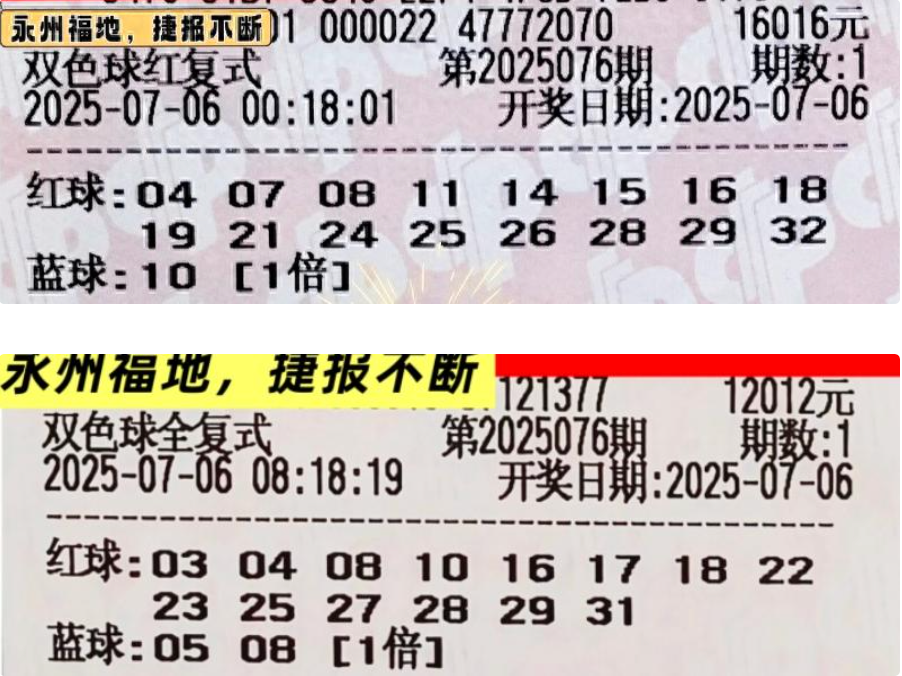 永州福地，捷报不断
01 000022 47772070 16016元
双色球红复式 第2025076期 期数:1
2025-07-06 00:18:01 开奖日期:2025-07-06
红球:04 07 08 11 14 15 16 18
19 21 24 25 26 28 29 32
蓝球:10 [1倍]
永州福地，捷报不断
121377 12012元
双色球全复式 第2025076期 期数:1
2025-07-06 08:18:19 开奖日期:2025-07-06
红球:03 04 08 10 16 17 18 22
23 25 27 28 29 31
蓝球:05 08 [1倍]